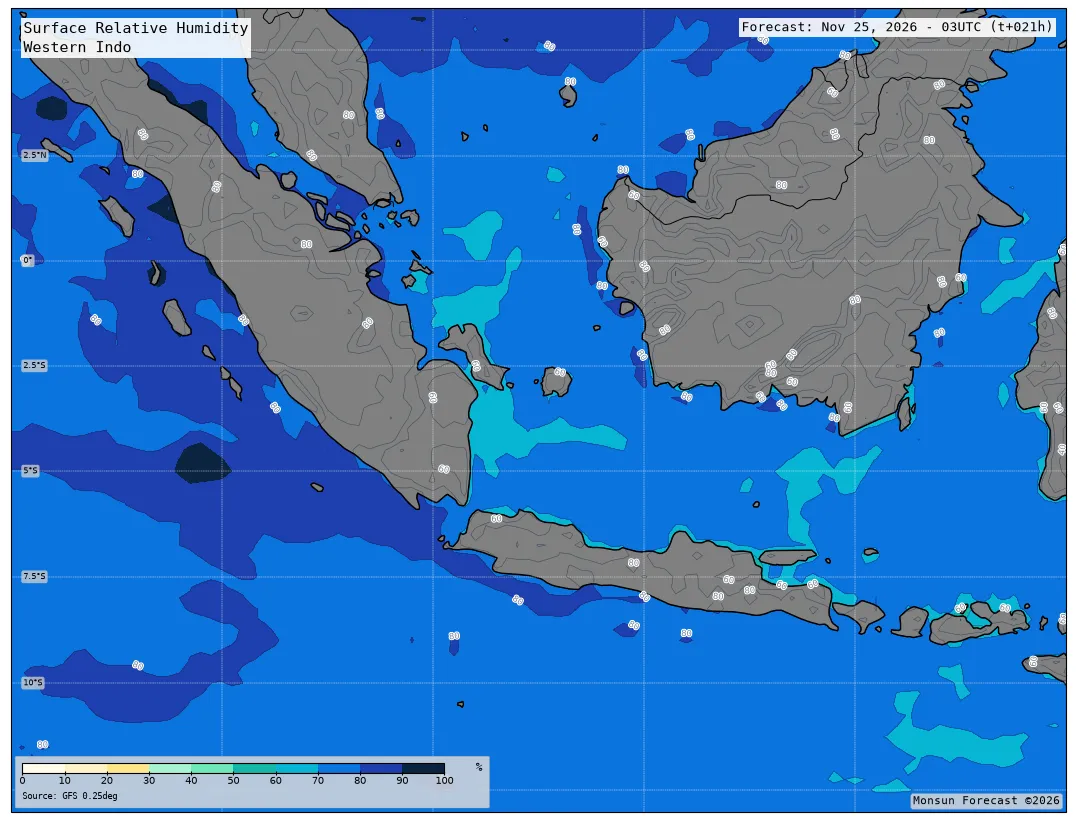 Surface Relative Humidity
Western Indo
Forecast: Nov 25, 2026 - 03UTC (t+021h)
2.5°N
0°
2.5°S
5°S
7.5°S
10°S
0 10 20 30 40 50 60 70 80 90 100
%
Source: GFS 0.25deg
Monsun Forecast ©2026